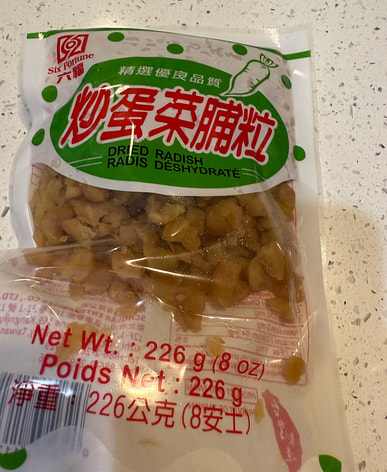 Six Fortune
六福
精選優良品質
炒蛋菜脯粒
DRIED RADISH
RADIS DÉSHYDRATÉ
Net Wt. : 226 g (8 oz)
Poids Net : 226 g
淨重 : 226公克 (8安士)